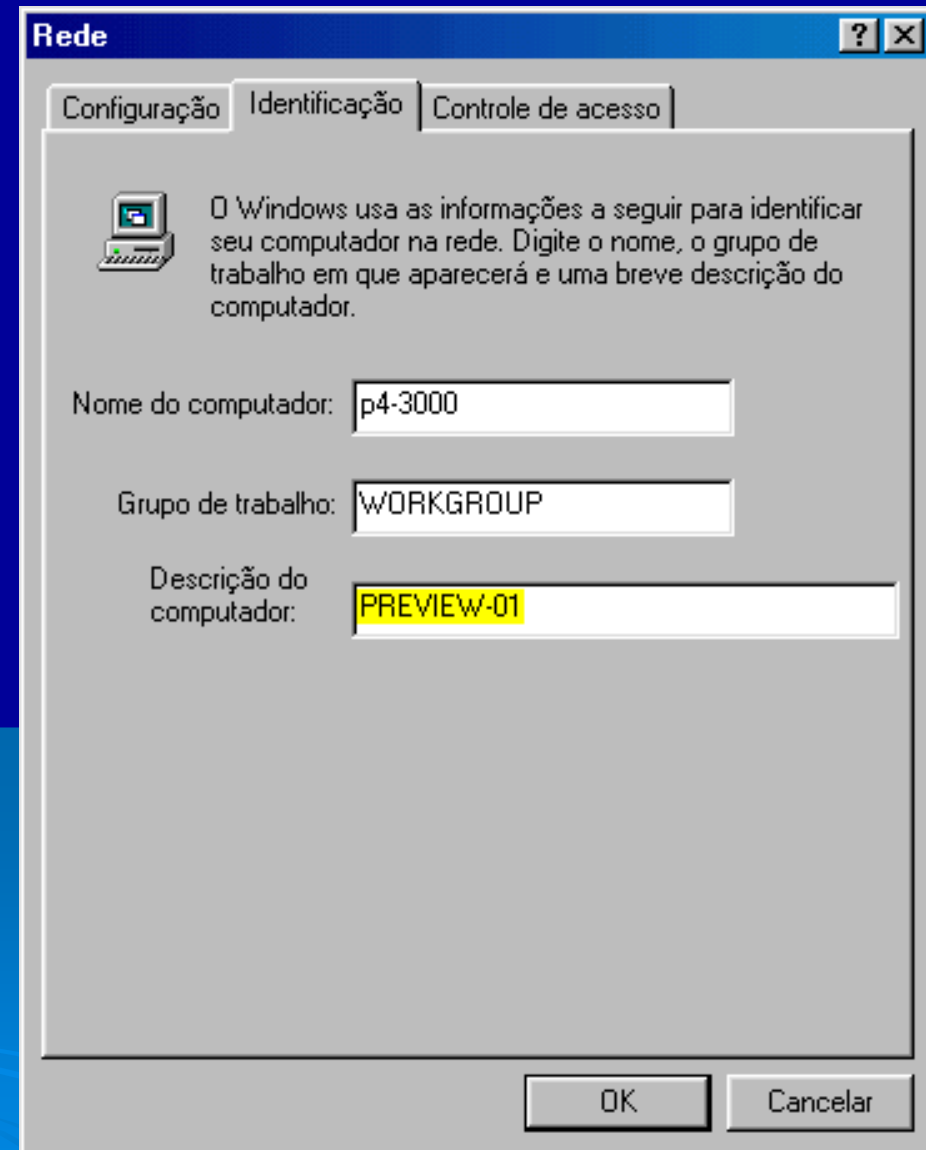 Rede
Configuração Identificação Controle de acesso
O Windows usa as informações a seguir para identificar
seu computador na rede. Digite o nome, o grupo de
trabalho em que aparecerá e uma breve descrição do
computador.
Nome do computador: p4-3000
Grupo de trabalho: WORKGROUP
Descrição do
computador: PREVIEW-01
OK Cancelar